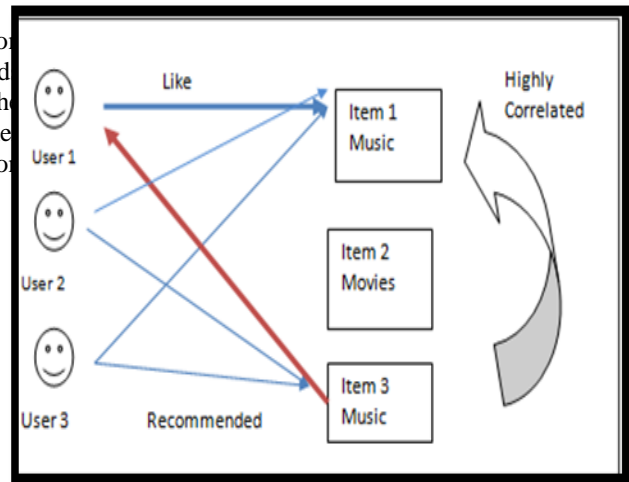 Like
Highly
Correlated
Item 1
Music
User 1
Item 2
Movies
User 2
Item 3
Music
User 3
Recommended